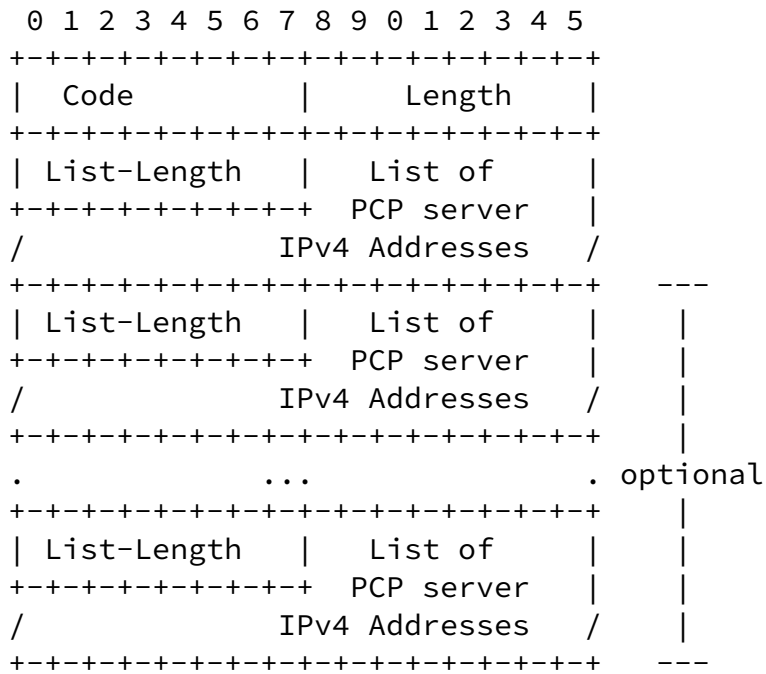 0 1 2 3 4 5 6 7 8 9 0 1 2 3 4 5
+-+-+-+-+-+-+-+-+-+-+-+-+-+-+-+-+
|  Code         |     Length    |
+-+-+-+-+-+-+-+-+-+-+-+-+-+-+-+-+
| List-Length   |   List of     |
+-+-+-+-+-+-+-+-+  PCP server   |
/               IPv4 Addresses   /
+-+-+-+-+-+-+-+-+-+-+-+-+-+-+-+-+   ---
| List-Length   |   List of     |    |
+-+-+-+-+-+-+-+-+  PCP server   |    |
/               IPv4 Addresses   /    |
+-+-+-+-+-+-+-+-+-+-+-+-+-+-+-+-+    |
.             ...               . optional
+-+-+-+-+-+-+-+-+-+-+-+-+-+-+-+-+    |
| List-Length   |   List of     |    |
+-+-+-+-+-+-+-+-+  PCP server   |    |
/               IPv4 Addresses   /    |
+-+-+-+-+-+-+-+-+-+-+-+-+-+-+-+-+   ---